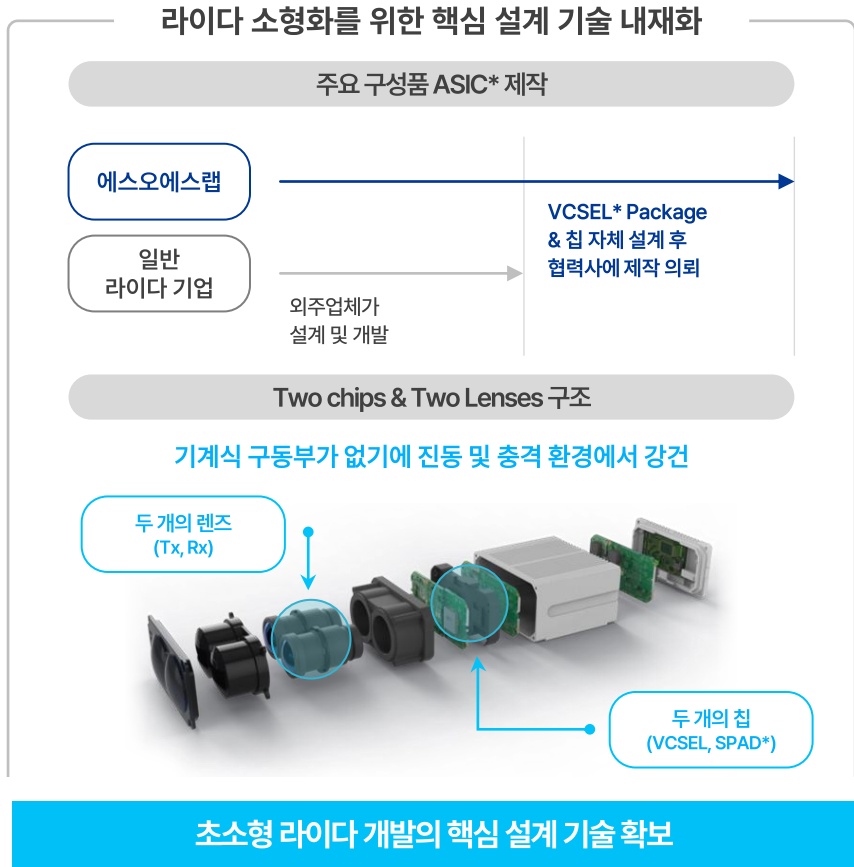 라이다 소형화를 위한 핵심 설계 기술 내재화
주요 구성품 ASIC* 제작
에스오에스랩
VCSEL* Package
& 칩 자체 설계 후
협력사에 제작 의뢰
일반
라이다 기업
외주업체가
설계 및 개발
Two chips & Two Lenses 구조
기계식 구동부가 없기에 진동 및 충격 환경에서 강건
두 개의 렌즈
(Tx, Rx)
두 개의 칩
(VCSEL, SPAD*)
초소형 라이다 개발의 핵심 설계 기술 확보